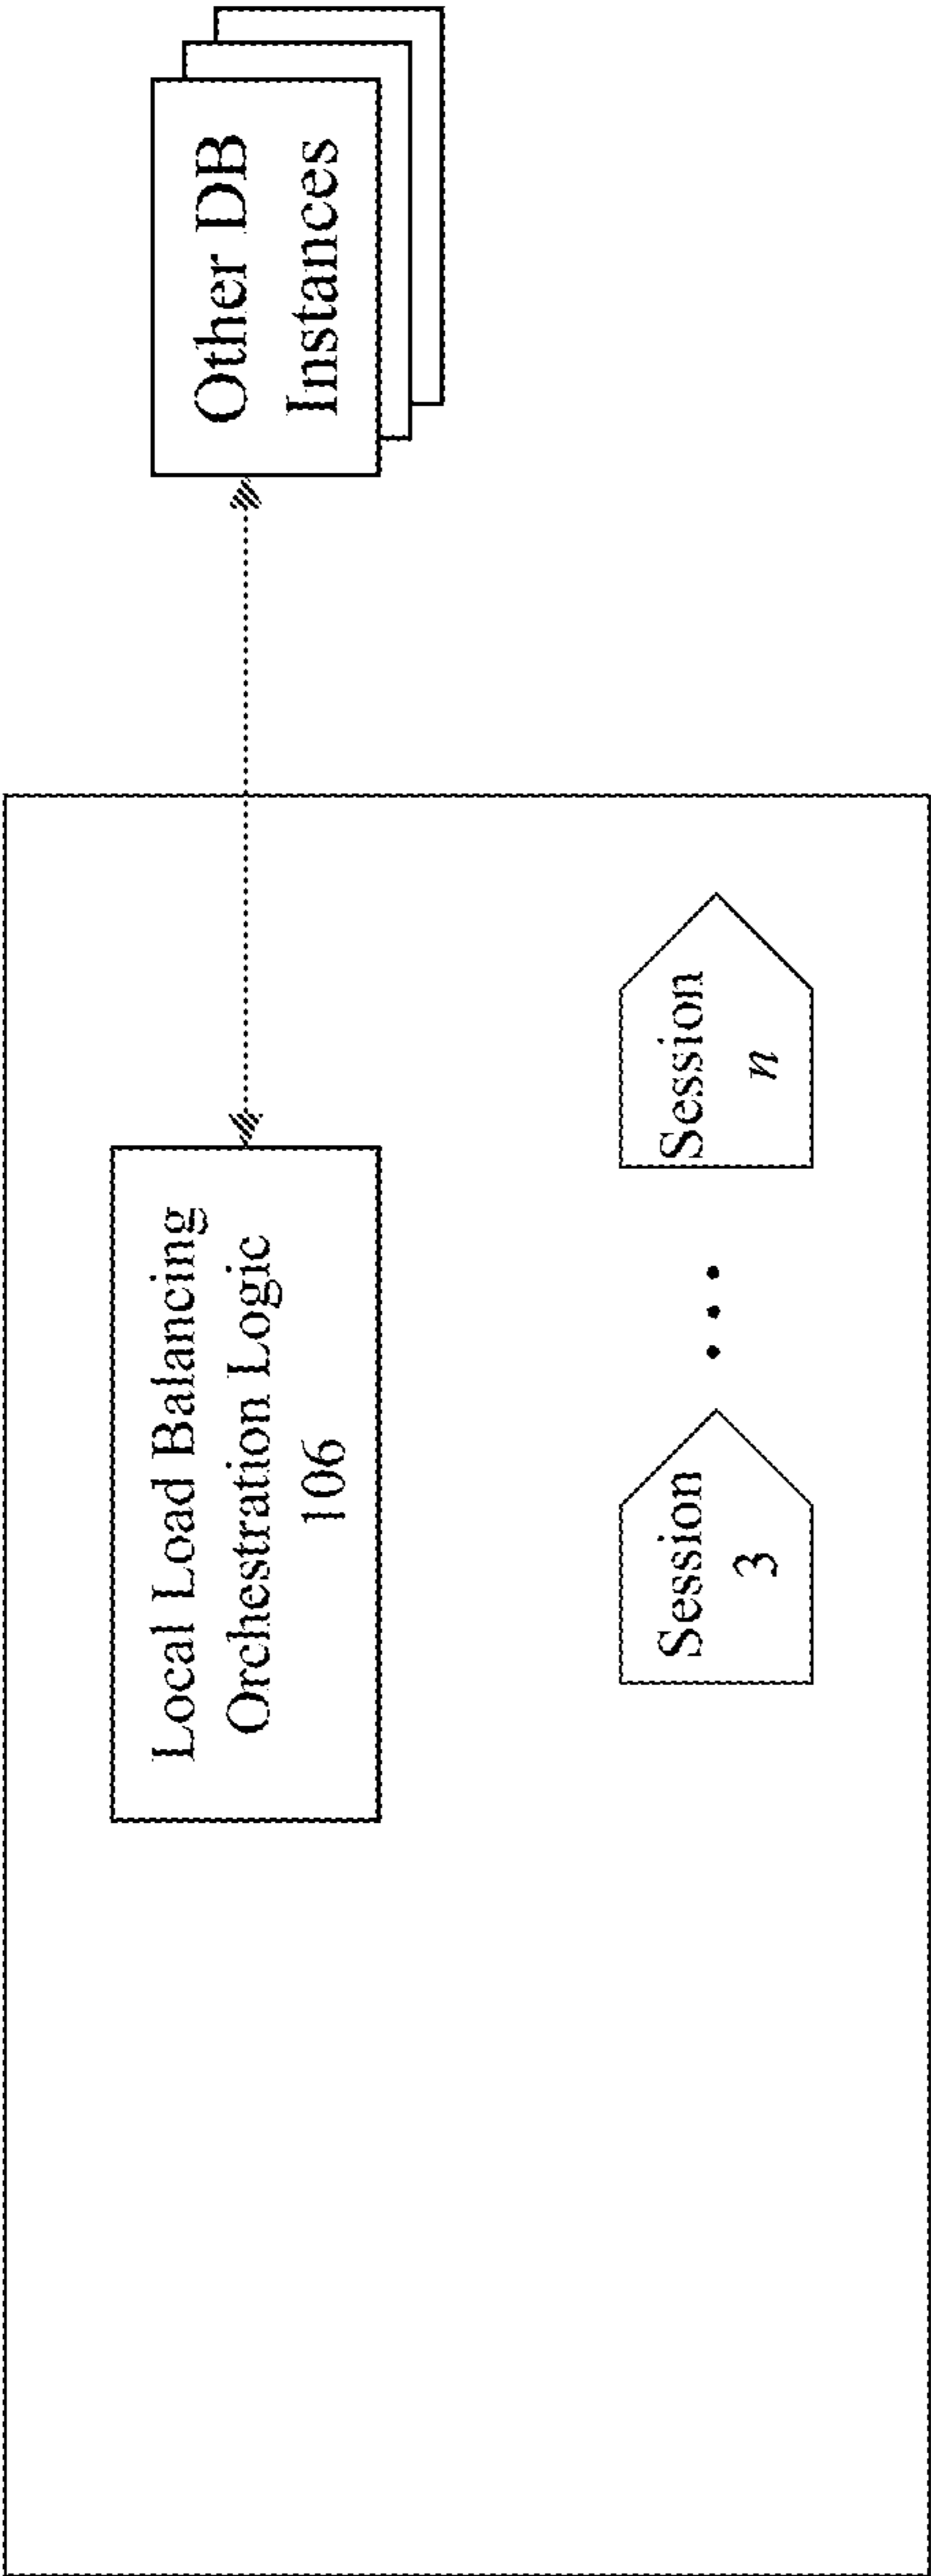 Local Load Balancing
Orchestration Logic
106
Other DB
Instances
Session
3
• • •
Session
n